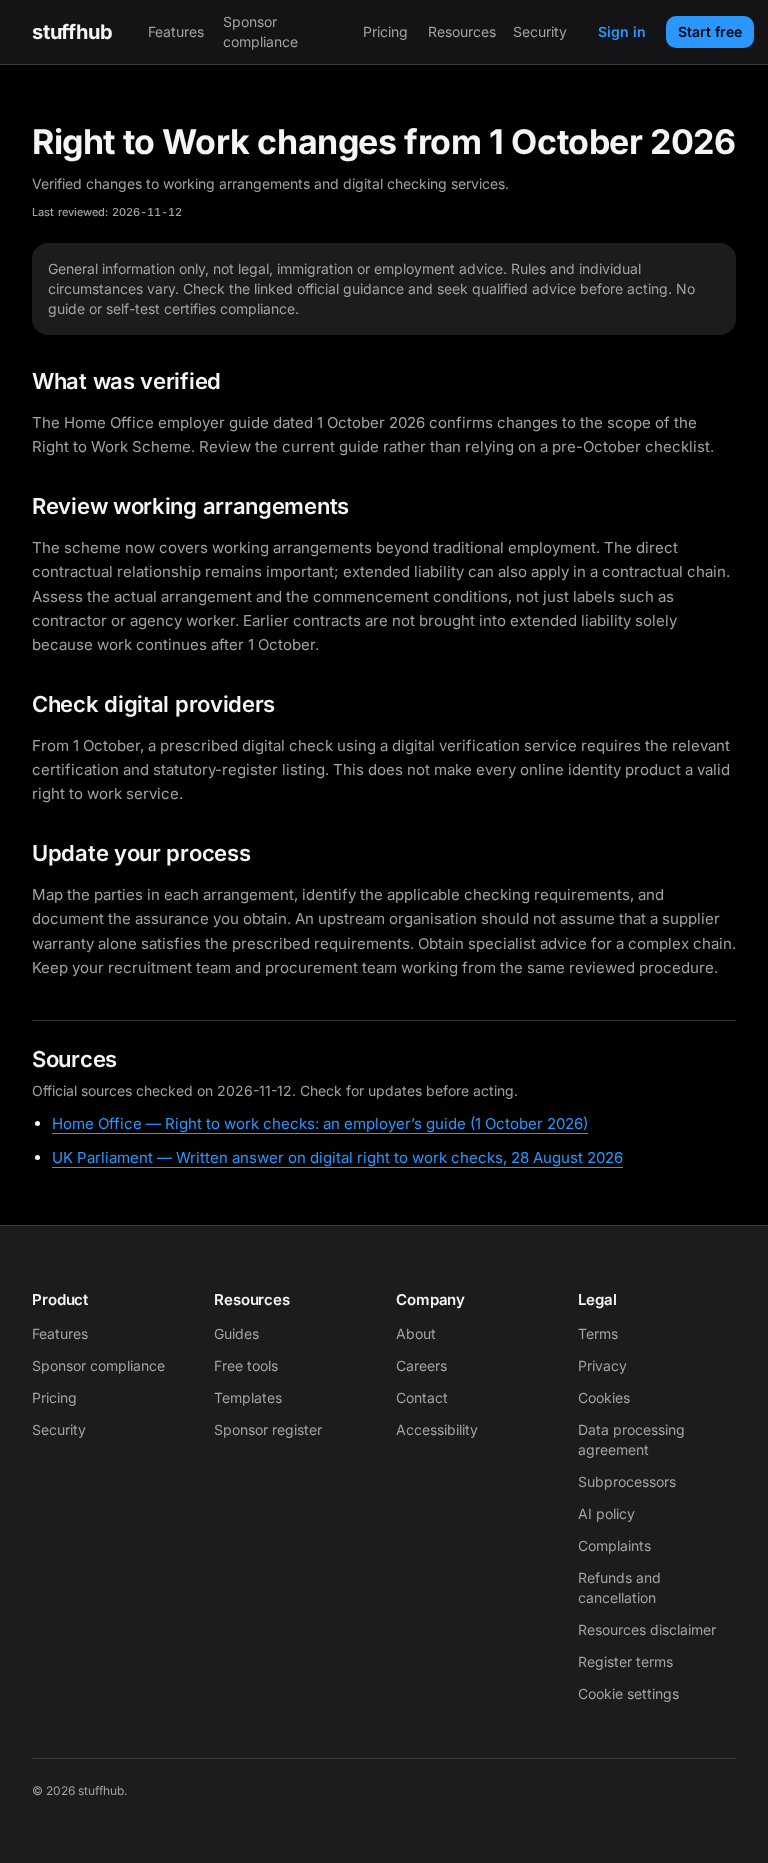 stuffhub
Features
Sponsor
compliance
Pricing
Resources
Security
Sign in
Start free
Right to Work changes from 1 October 2026
Verified changes to working arrangements and digital checking services.
Last reviewed: 2026-11-12
General information only, not legal, immigration or employment advice. Rules and individual
circumstances vary. Check the linked official guidance and seek qualified advice before acting. No
guide or self-test certifies compliance.
What was verified
The Home Office employer guide dated 1 October 2026 confirms changes to the scope of the
Right to Work Scheme. Review the current guide rather than relying on a pre-October checklist.
Review working arrangements
The scheme now covers working arrangements beyond traditional employment. The direct
contractual relationship remains important; extended liability can also apply in a contractual chain.
Assess the actual arrangement and the commencement conditions, not just labels such as
contractor or agency worker. Earlier contracts are not brought into extended liability solely
because work continues after 1 October.
Check digital providers
From 1 October, a prescribed digital check using a digital verification service requires the relevant
certification and statutory-register listing. This does not make every online identity product a valid
right to work service.
Update your process
Map the parties in each arrangement, identify the applicable checking requirements, and
document the assurance you obtain. An upstream organisation should not assume that a supplier
warranty alone satisfies the prescribed requirements. Obtain specialist advice for a complex chain.
Keep your recruitment team and procurement team working from the same reviewed procedure.
Sources
Official sources checked on 2026-11-12. Check for updates before acting.
Home Office — Right to work checks: an employer’s guide (1 October 2026)
UK Parliament — Written answer on digital right to work checks, 28 August 2026
Product
Features
Sponsor compliance
Pricing
Security
Resources
Guides
Free tools
Templates
Sponsor register
Company
About
Careers
Contact
Accessibility
Legal
Terms
Privacy
Cookies
Data processing
agreement
Subprocessors
AI policy
Complaints
Refunds and
cancellation
Resources disclaimer
Register terms
Cookie settings
© 2026 stuffhub.